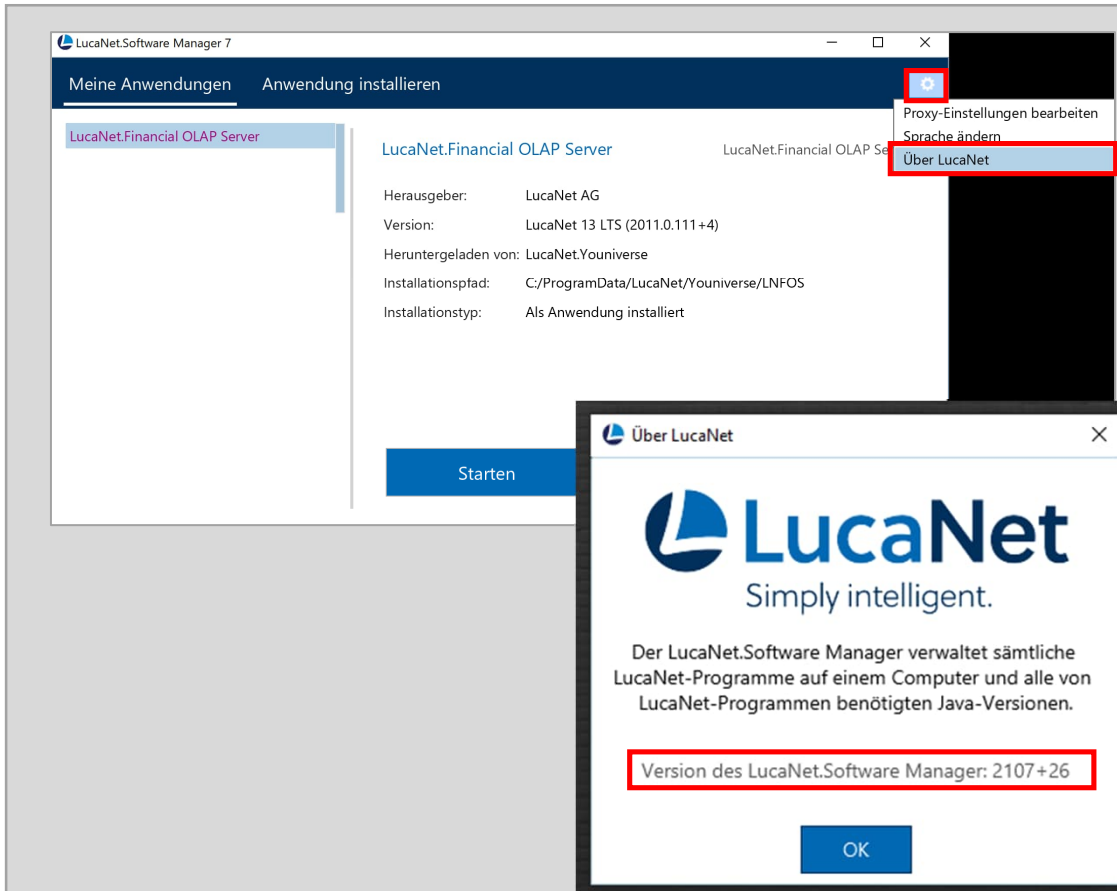 LucaNet.Software Manager 7
Meine Anwendungen Anwendung installieren
Proxy-Einstellungen bearbeiten
Sprache ändern
Über LucaNet
LucaNet.Financial OLAP Server
LucaNet.Financial OLAP Server LucaNet.Financial OLAP Se
Herausgeber: LucaNet AG
Version: LucaNet 13 LTS (2011.0.111+4)
Heruntergeladen von: LucaNet.Youniverse
Installationspfad: C:/ProgramData/LucaNet/Youniverse/LNFOS
Installationstyp: Als Anwendung installiert
Starten
Über LucaNet
LucaNet
Simply intelligent.
Der LucaNet.Software Manager verwaltet sämtliche
LucaNet-Programme auf einem Computer und alle von
LucaNet-Programmen benötigten Java-Versionen.
Version des LucaNet.Software Manager: 2107+26
OK